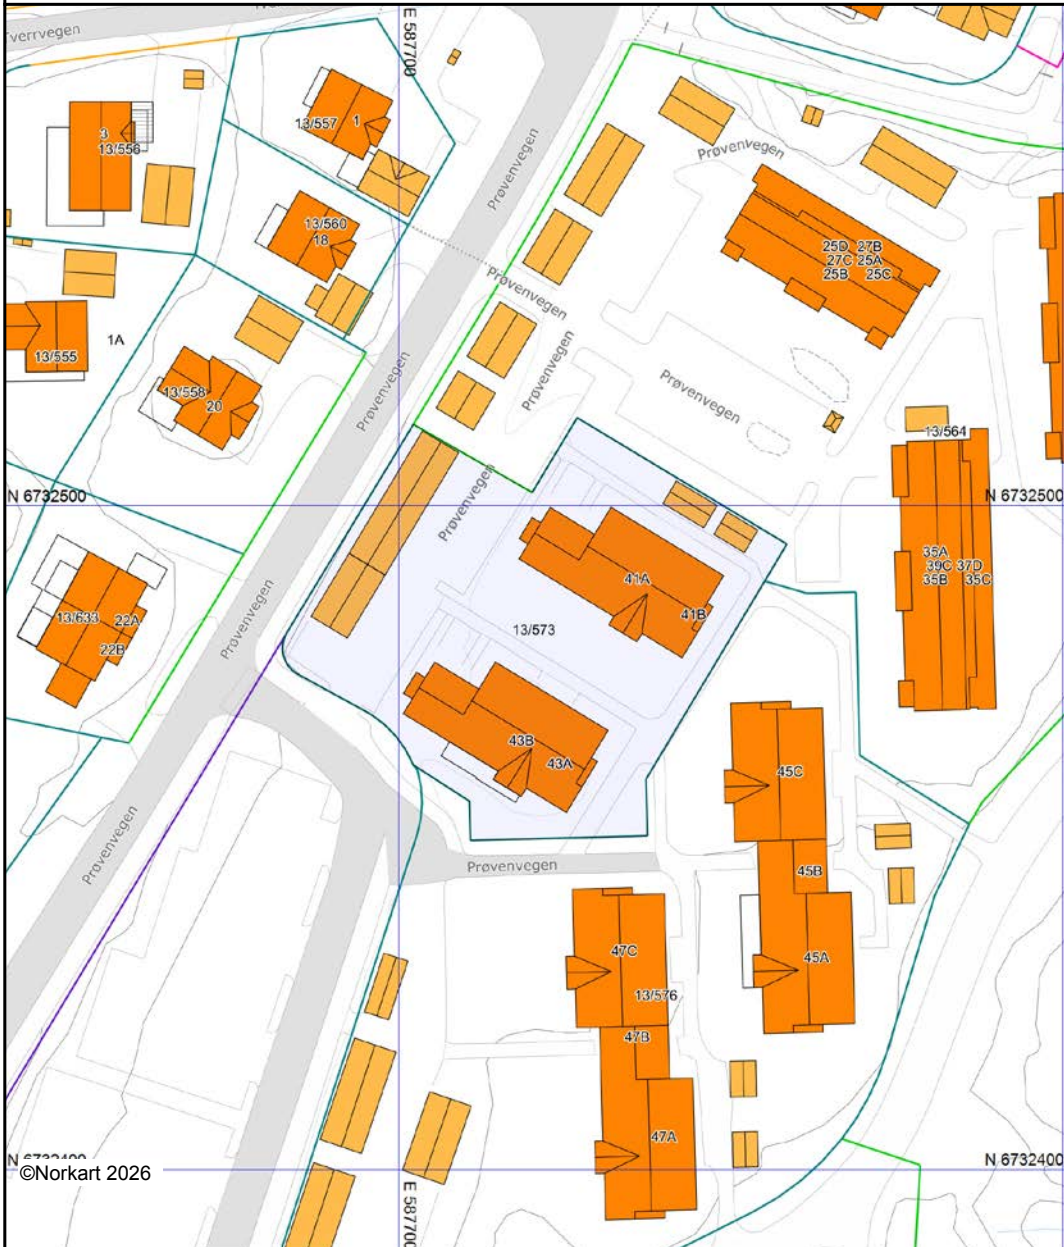 Tverrvegen
E 587700
3
13/556
13/557
1
Prøvenvegen
Prøvenvegen
13/560
18
25D 27B
27C 25A
25B 25C
Prøvenvegen
1A
13/555
Prøvenvegen
Prøvenvegen
13/558
20
Prøvenvegen
13/564
N 6732500
N 6732500
Prøvenvegen
35A
39C 37D
35B 35C
41A
41B
13/633
22A
22B
Prøvenvegen
13/573
43B
43A
45C
Prøvenvegen
Prøvenvegen
45B
47C
45A
13/576
47B
47A
N 6732400
N 6732400
©Norkart 2026
E 587700